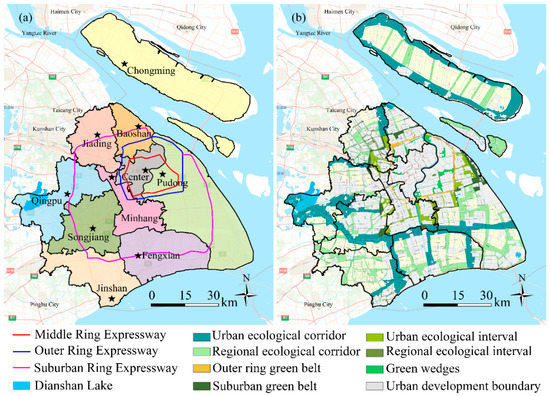 (a)
Haimen City
Yangtze River
Qidong City
Chongming
Taicang City
Kunshan City
Jiading
Baoshan
Center
Pudong
Qingpu
Minhang
Songjiang
Fengxian
Jinshan
Pinghu City
N
0 15 30
km
(b)
Haimen City
Yangtze River
Qidong City
Taicang City
Kunshan City
Pinghu City
N
0 15 30
km
Middle Ring Expressway
Outer Ring Expressway
Suburban Ring Expressway
Dianshan Lake
Urban ecological corridor
Regional ecological corridor
Outer ring green belt
Suburban green belt
Urban ecological interval
Regional ecological interval
Green wedges
Urban development boundary